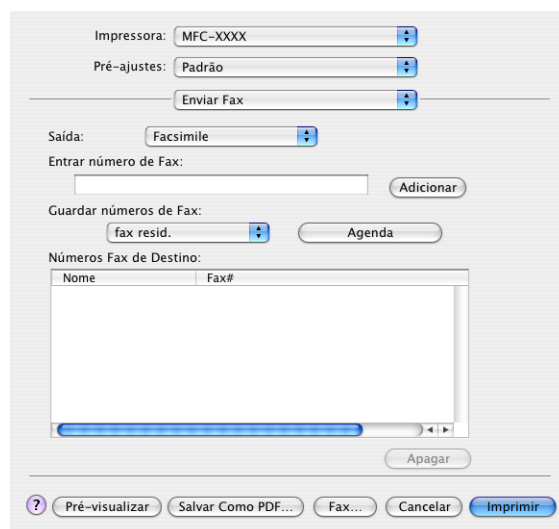 Impressora: MFC-XXXX
Pré-ajustes: Padrão
Enviar Fax
Saída: Facsimile
Entrar número de Fax:
Adicionar
Guardar números de Fax:
fax resid. Agenda
Números Fax de Destino:
Nome Fax#
Apagar
? Pré-visualizar Salvar Como PDF... Fax... Cancelar Imprimir